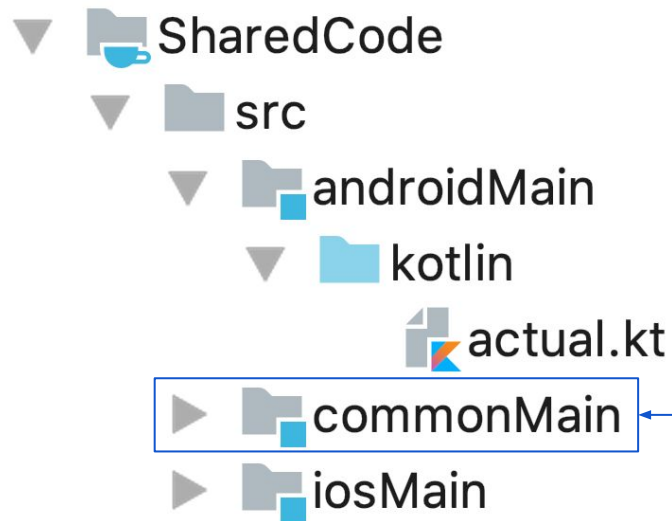 SharedCode
src
androidMain
kotlin
actual.kt
commonMain
iosMain